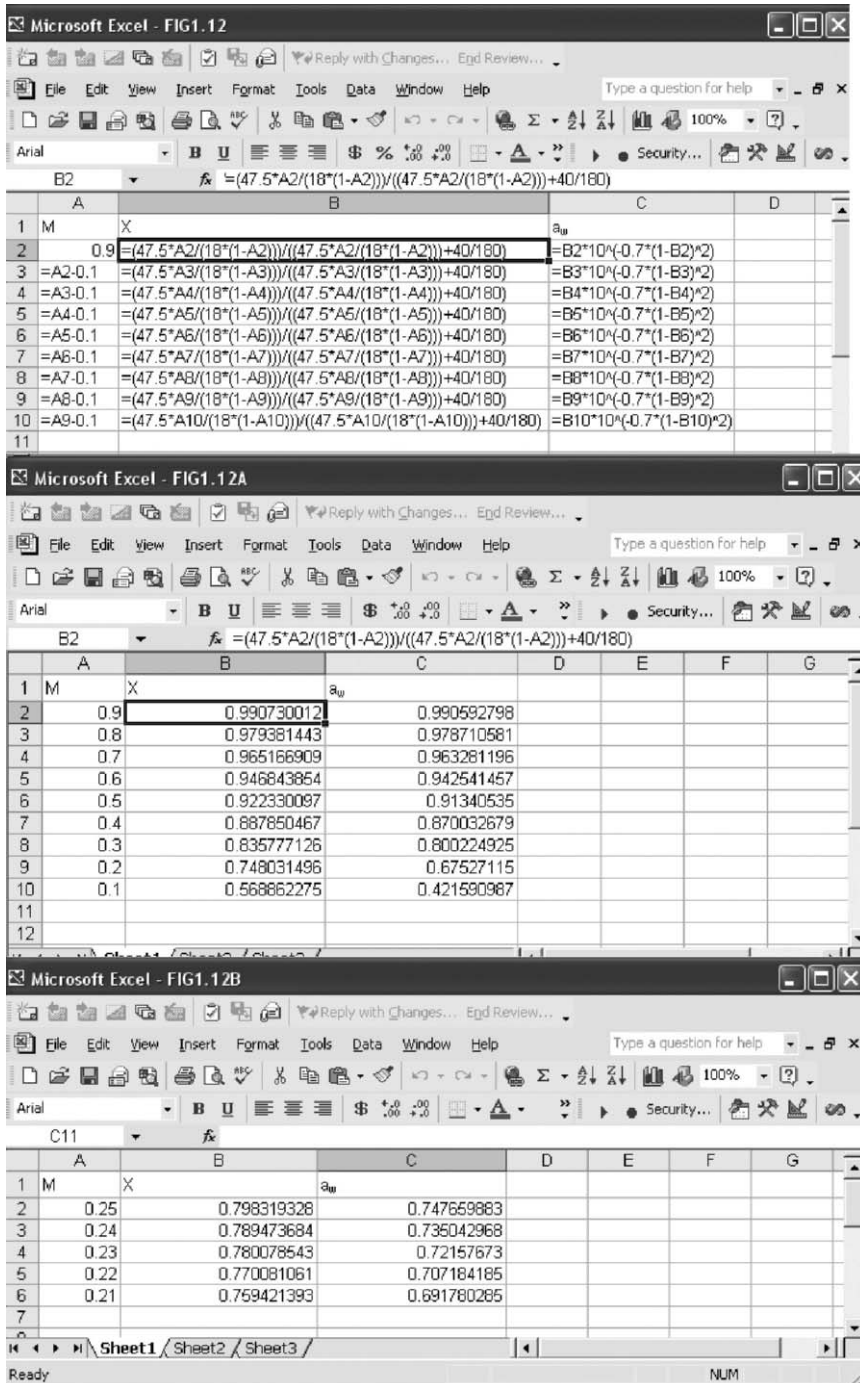 Microsoft Excel - FIG1.12
Reply with Changes... End Review...
File Edit View Insert Format Tools Data Window Help Type a question for help
100%
Arial B U $ % Security...
B2 fx '=(47.5*A2/(18*(1-A2)))/((47.5*A2/(18*(1-A2)))+40/180)
A B C D
1 M X aw
2 0.9 =(47.5*A2/(18*(1-A2)))/((47.5*A2/(18*(1-A2)))+40/180) =B2*10^(-0.7*(1-B2)^2)
3 =A2-0.1 =(47.5*A3/(18*(1-A3)))/((47.5*A3/(18*(1-A3)))+40/180) =B3*10^(-0.7*(1-B3)^2)
4 =A3-0.1 =(47.5*A4/(18*(1-A4)))/((47.5*A4/(18*(1-A4)))+40/180) =B4*10^(-0.7*(1-B4)^2)
5 =A4-0.1 =(47.5*A5/(18*(1-A5)))/((47.5*A5/(18*(1-A5)))+40/180) =B5*10^(-0.7*(1-B5)^2)
6 =A5-0.1 =(47.5*A6/(18*(1-A6)))/((47.5*A6/(18*(1-A6)))+40/180) =B6*10^(-0.7*(1-B6)^2)
7 =A6-0.1 =(47.5*A7/(18*(1-A7)))/((47.5*A7/(18*(1-A7)))+40/180) =B7*10^(-0.7*(1-B7)^2)
8 =A7-0.1 =(47.5*A8/(18*(1-A8)))/((47.5*A8/(18*(1-A8)))+40/180) =B8*10^(-0.7*(1-B8)^2)
9 =A8-0.1 =(47.5*A9/(18*(1-A9)))/((47.5*A9/(18*(1-A9)))+40/180) =B9*10^(-0.7*(1-B9)^2)
10 =A9-0.1 =(47.5*A10/(18*(1-A10)))/((47.5*A10/(18*(1-A10)))+40/180) =B10*10^(-0.7*(1-B10)^2)
11
Microsoft Excel - FIG1.12A
Reply with Changes... End Review...
File Edit View Insert Format Tools Data Window Help Type a question for help
100%
Arial B U $ Security...
B2 fx =(47.5*A2/(18*(1-A2)))/((47.5*A2/(18*(1-A2)))+40/180)
A B C D E F G
1 M X aw
2 0.9 0.990730012 0.990592798
3 0.8 0.979381443 0.978710581
4 0.7 0.965166909 0.963281196
5 0.6 0.946843854 0.942541457
6 0.5 0.922330097 0.91340535
7 0.4 0.887850467 0.870032679
8 0.3 0.835777126 0.800224925
9 0.2 0.748031496 0.67527115
10 0.1 0.568862275 0.421590987
11
12
Sheet1 Sheet2 Sheet3
Microsoft Excel - FIG1.12B
Reply with Changes... End Review...
File Edit View Insert Format Tools Data Window Help Type a question for help
100%
Arial B U $ Security...
C11 fx
A B C D E F G
1 M X aw
2 0.25 0.798319328 0.747659883
3 0.24 0.789473684 0.735042968
4 0.23 0.780078543 0.72157673
5 0.22 0.770081061 0.707184185
6 0.21 0.759421393 0.691780285
7
Sheet1 Sheet2 Sheet3
Ready NUM